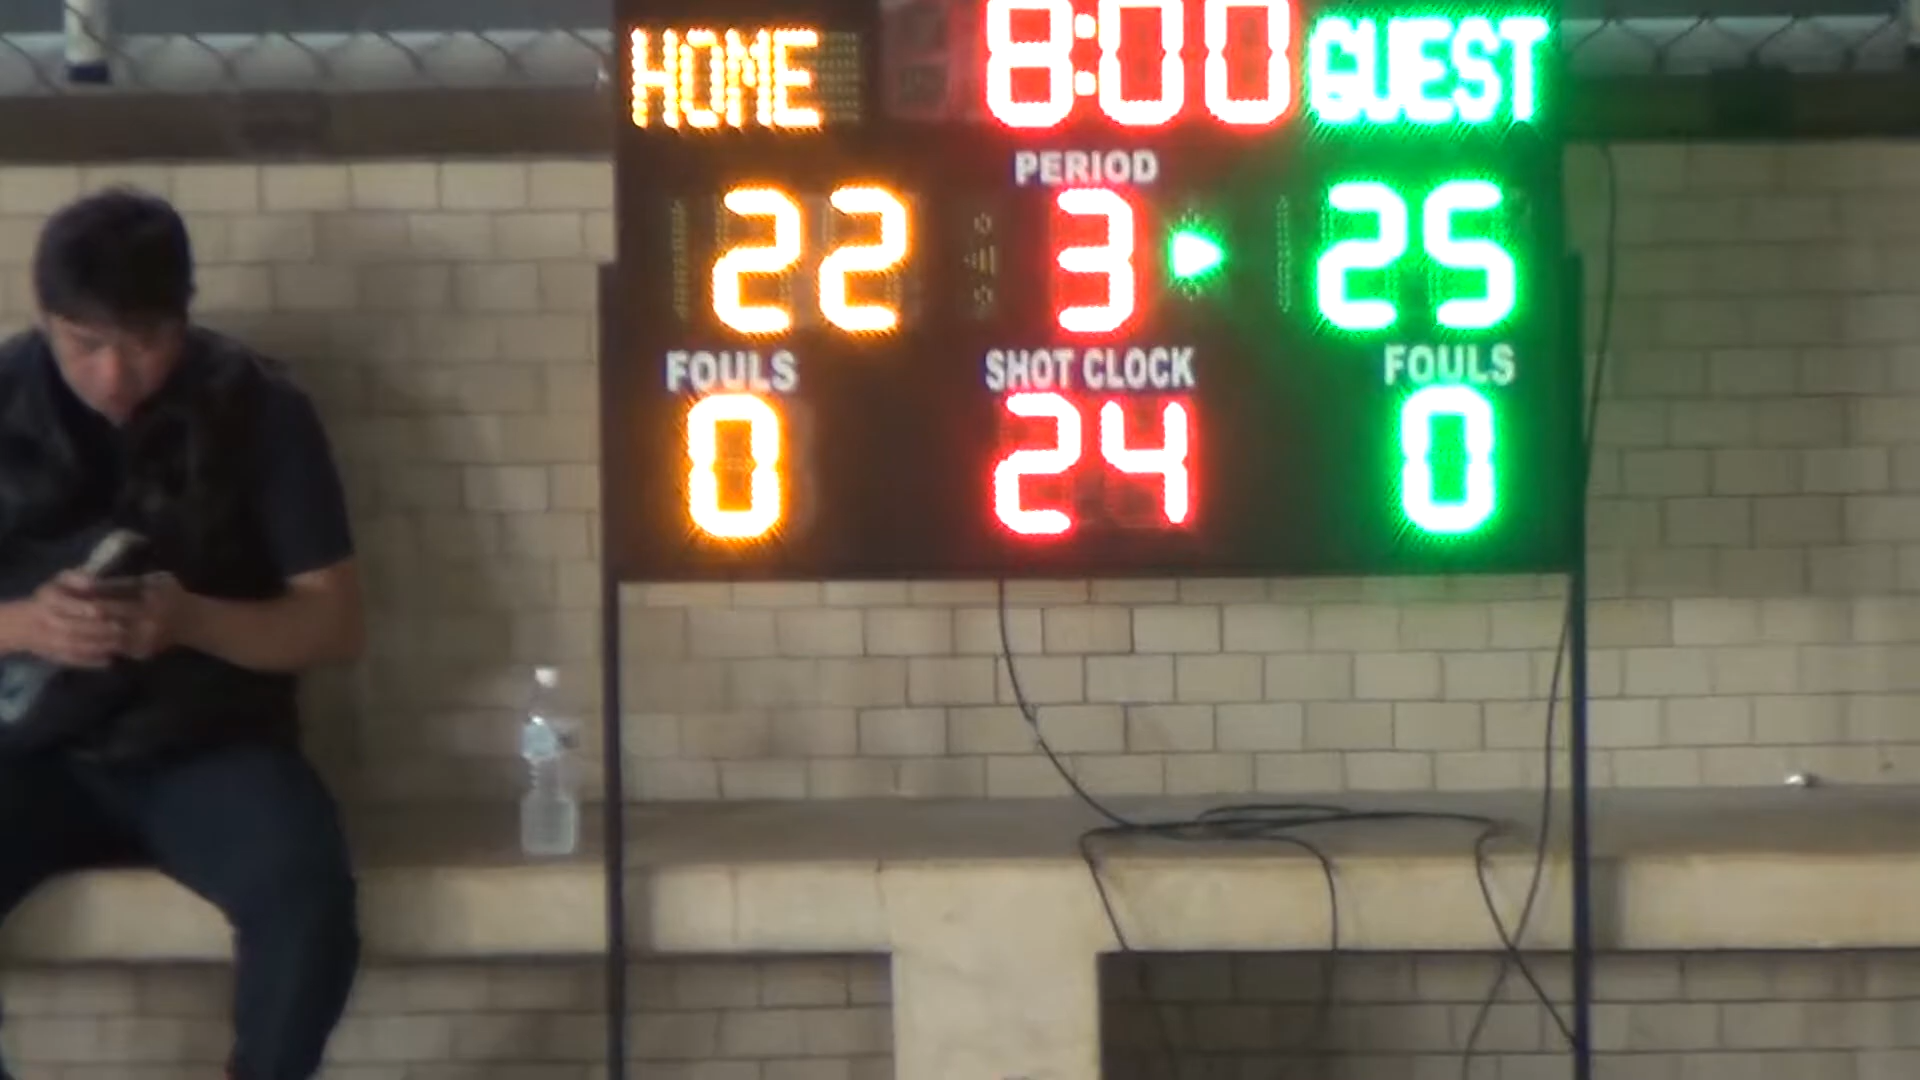 HOME 8:00 GUEST
PERIOD
22 3 25
FOULS SHOT CLOCK FOULS
0 24 0